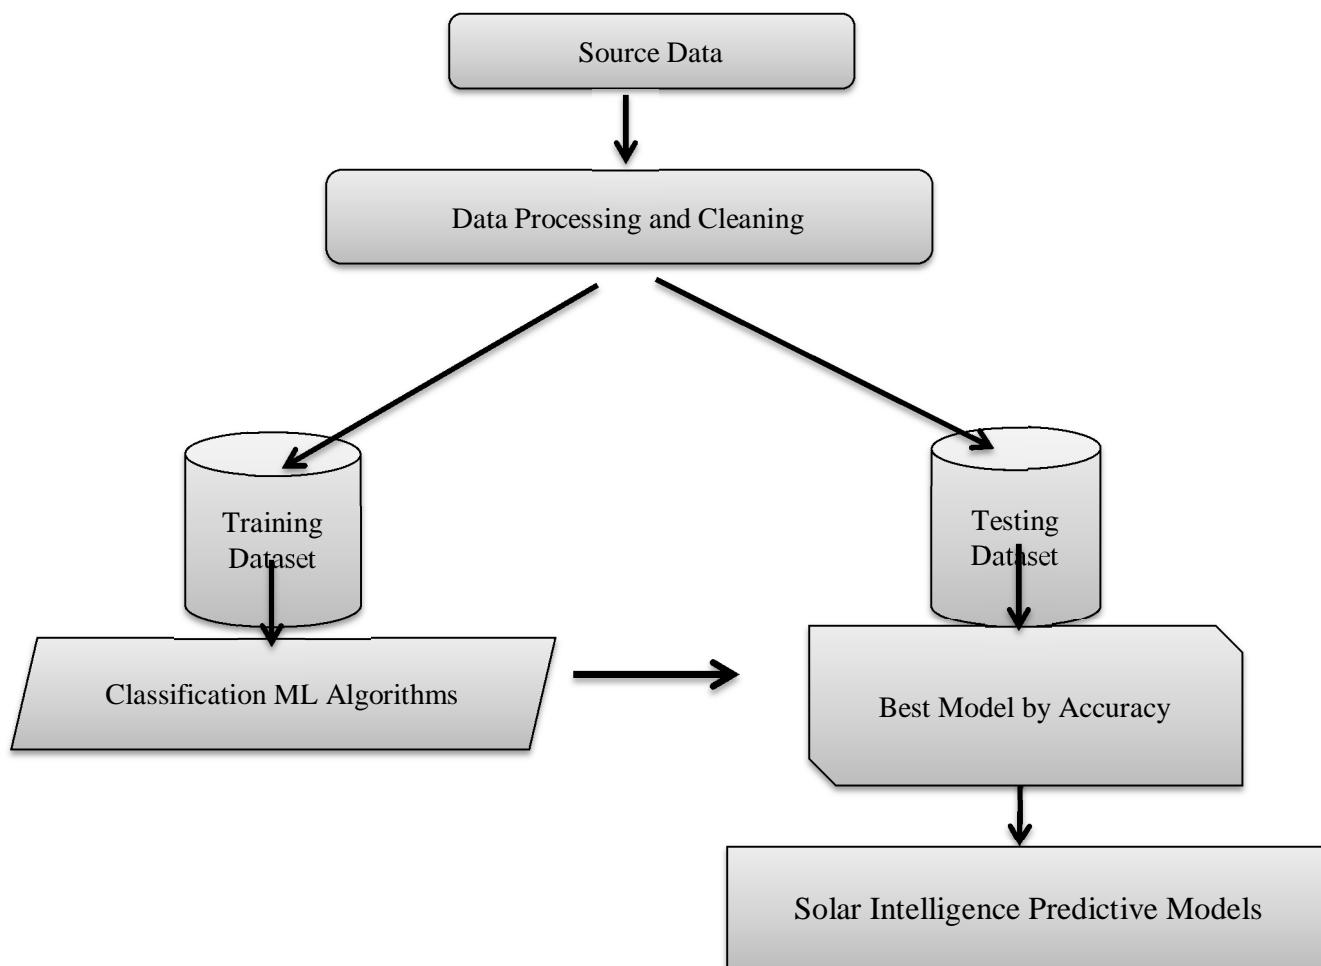 Source Data
Data Processing and Cleaning
Training
Dataset
Testing
Dataset
Classification ML Algorithms
Best Model by Accuracy
Solar Intelligence Predictive Models